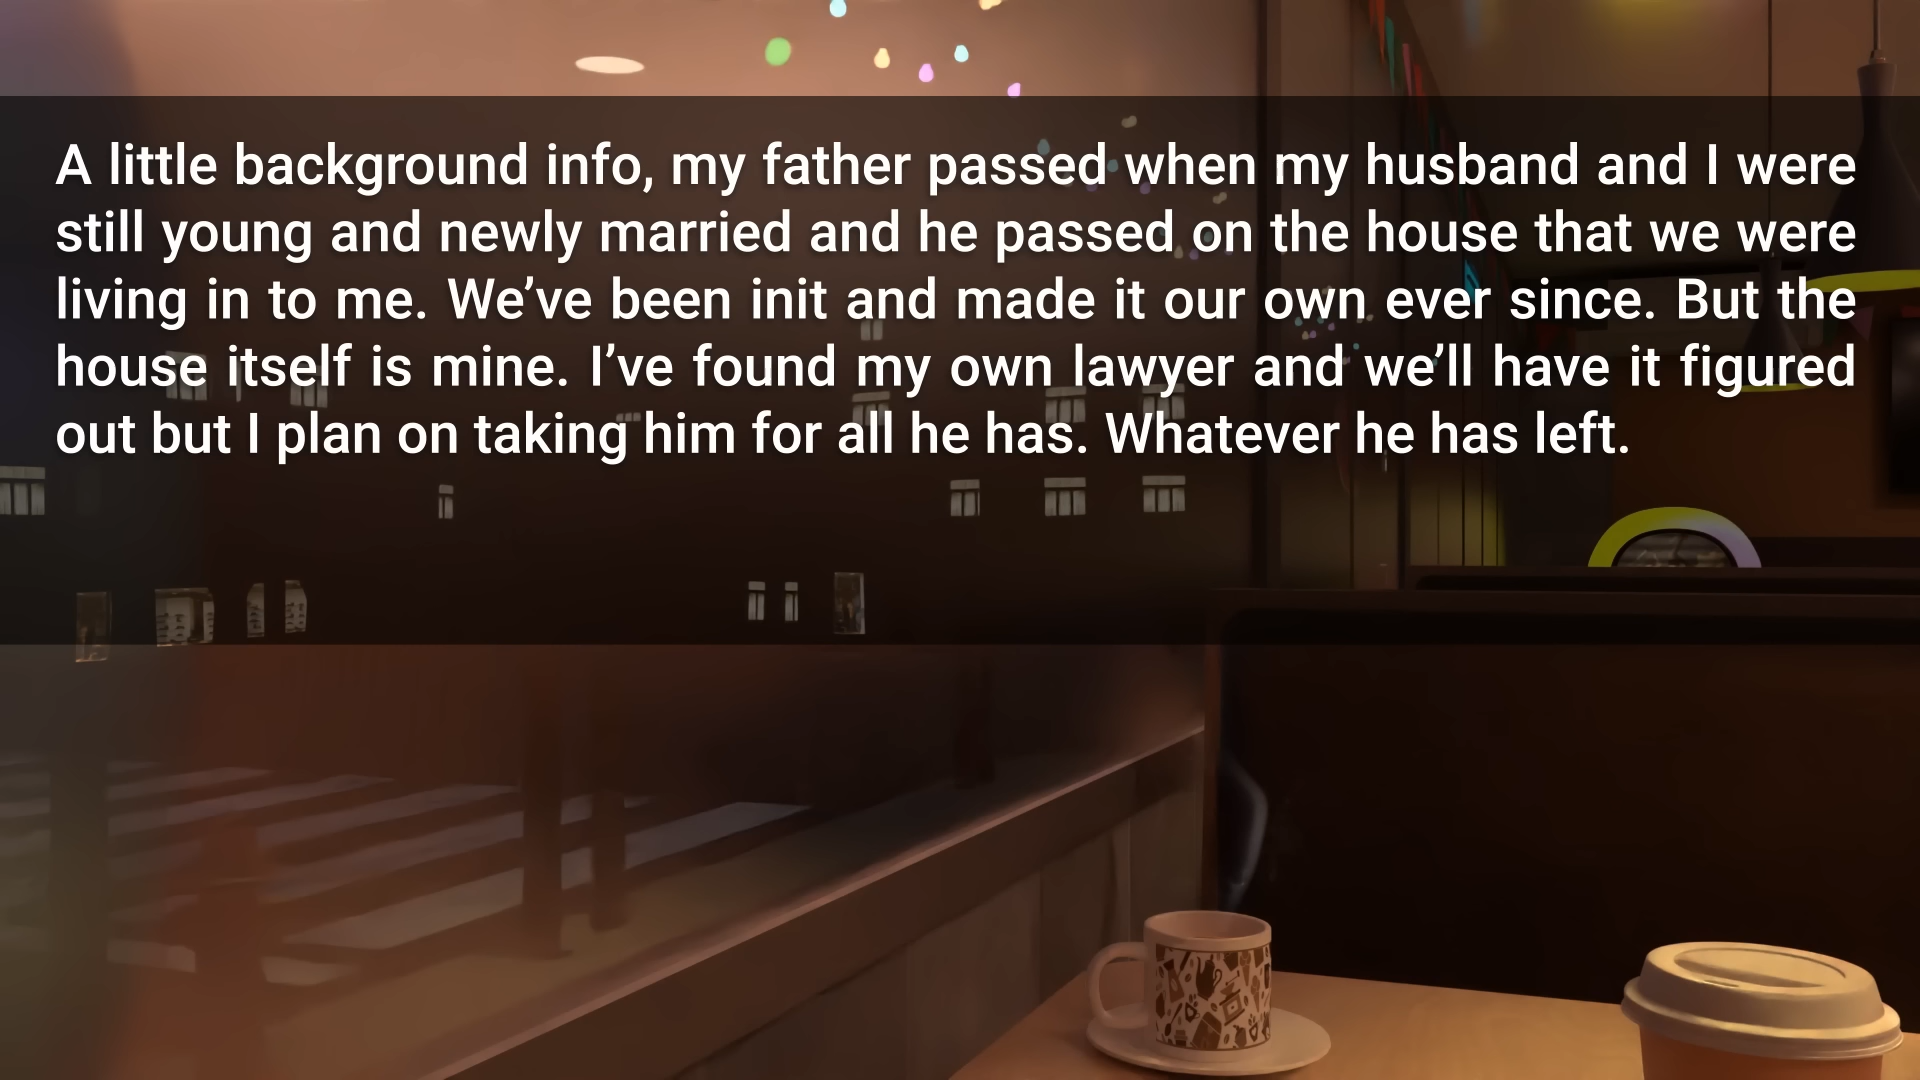 A little background info, my father passed when my husband and I were
still young and newly married and he passed on the house that we were
living in to me. We’ve been init and made it our own ever since. But the
house itself is mine. I’ve found my own lawyer and we’ll have it figured
out but I plan on taking him for all he has. Whatever he has left.